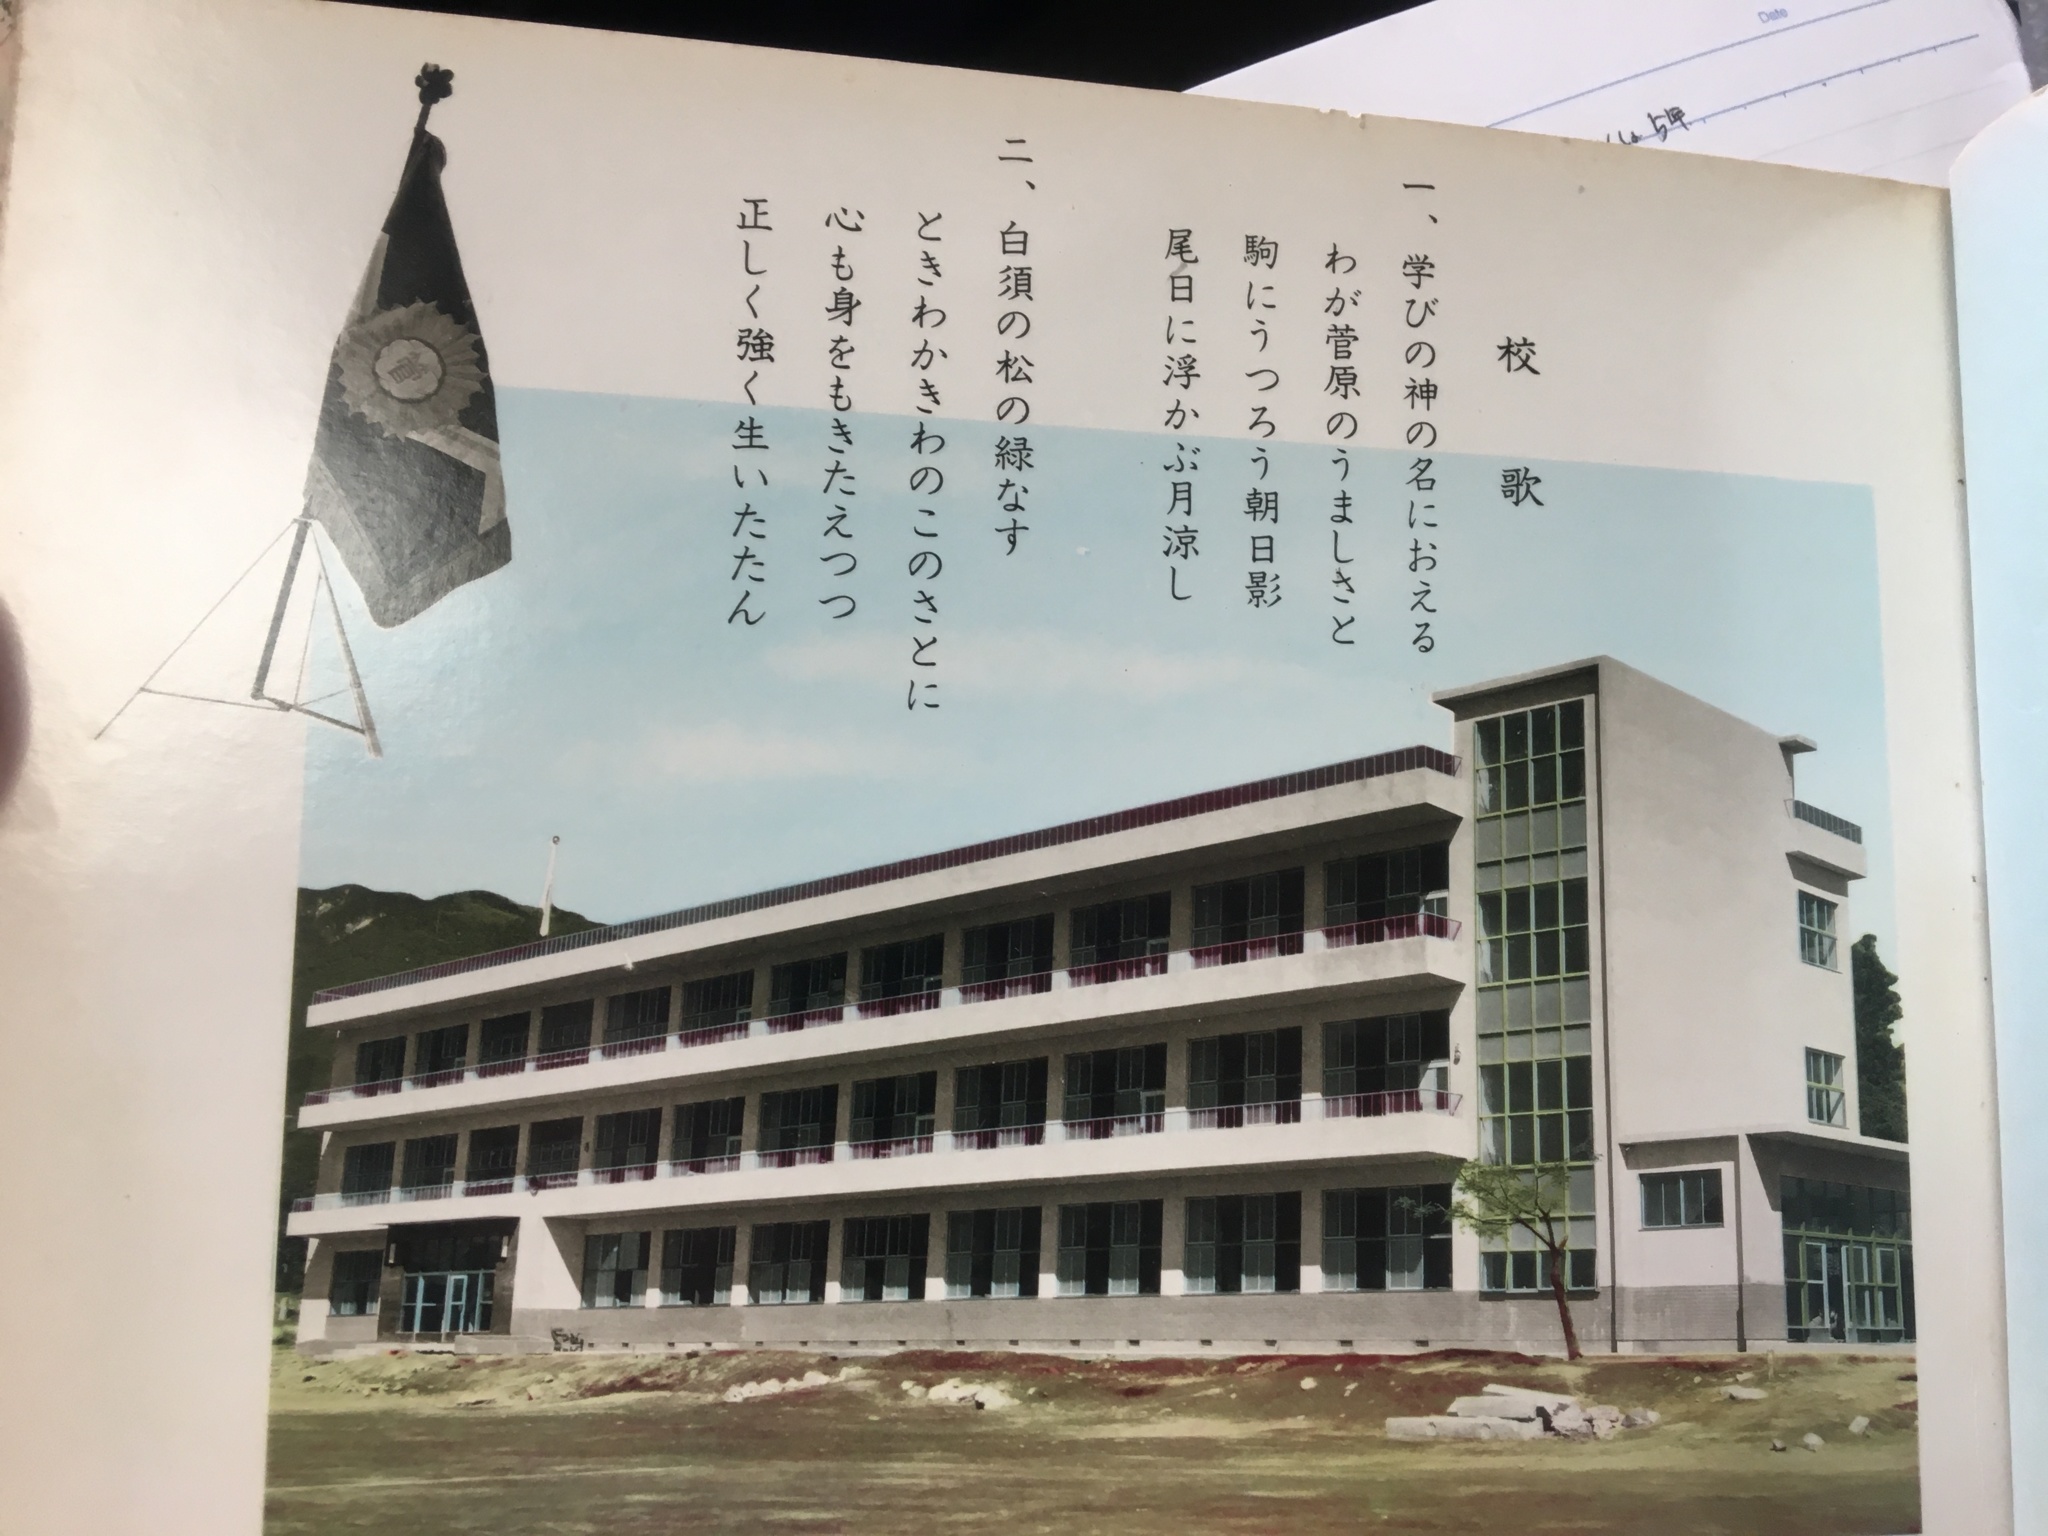 校歌
一、学びの神の名におえる
わが菅原のうましさと
駒にうつろう朝日影
尾日に浮かぶ月涼し
二、白須の松の緑なす
ときわかきわのこのさとに
心も身をもきたえつつ
正しく強く生いたたん
Date